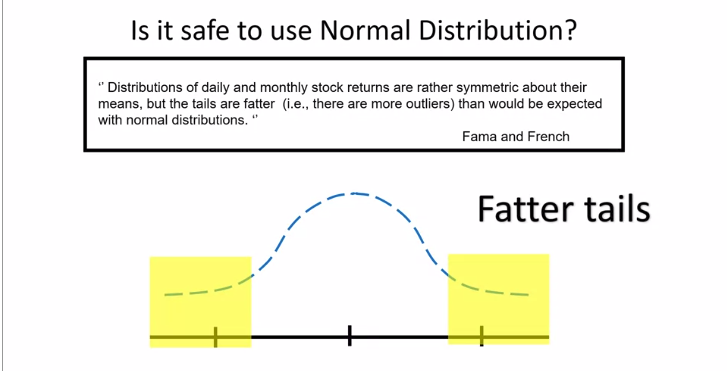 Is it safe to use Normal Distribution?
‘’ Distributions of daily and monthly stock returns are rather symmetric about their
means, but the tails are fatter (i.e., there are more outliers) than would be expected
with normal distributions. ‘’
Fama and French
Fatter tails